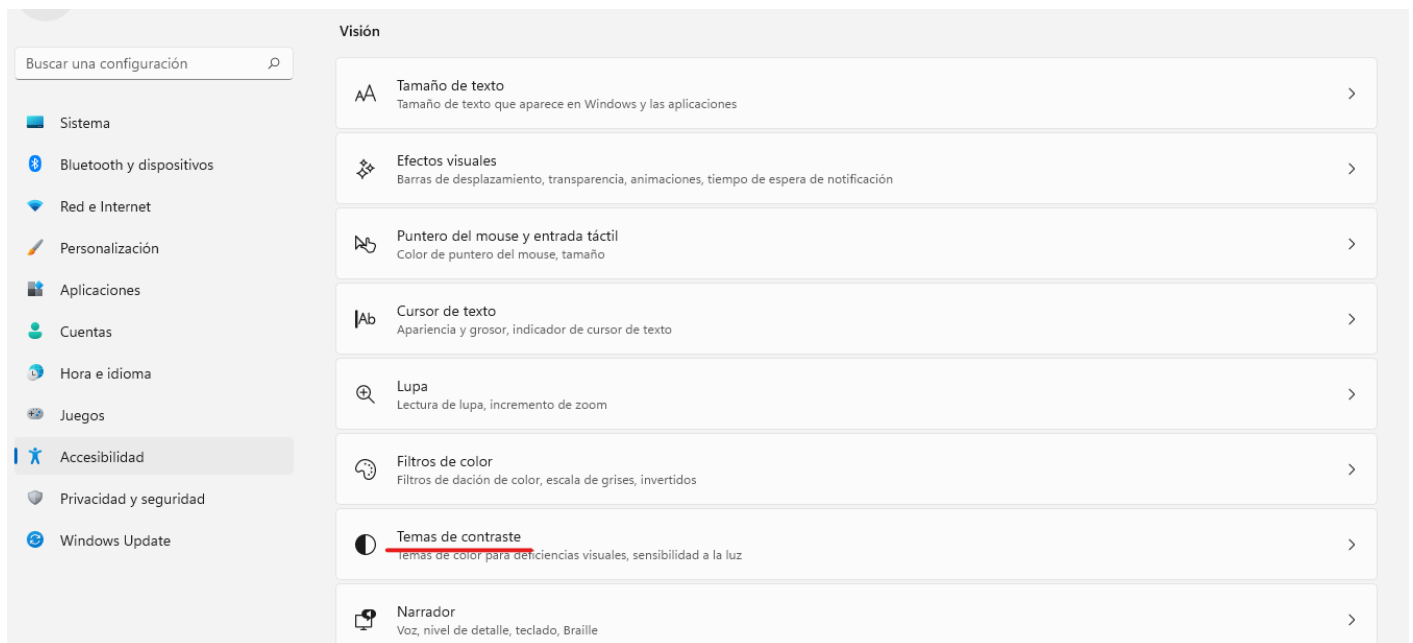 Visión
Buscar una configuración
Sistema
Bluetooth y dispositivos
Red e Internet
Personalización
Aplicaciones
Cuentas
Hora e idioma
Juegos
Accesibilidad
Privacidad y seguridad
Windows Update
Tamaño de texto
Tamaño de texto que aparece en Windows y las aplicaciones
Efectos visuales
Barras de desplazamiento, transparencia, animaciones, tiempo de espera de notificación
Puntero del mouse y entrada táctil
Color de puntero del mouse, tamaño
Ab
Cursor de texto
Apariencia y grosor, indicador de cursor de texto
Lupa
Lectura de lupa, incremento de zoom
Filtros de color
Filtros de dación de color, escala de grises, invertidos
Temas de contraste
Temas de color para deficiencias visuales, sensibilidad a la luz
Narrador
Voz, nivel de detalle, teclado, Braille